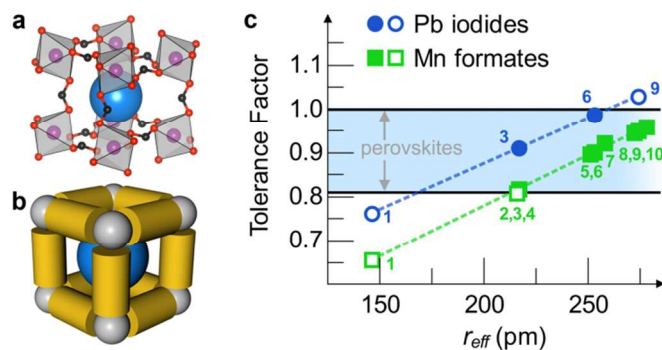 a
b
c
Pb iodides
Mn formates
Tolerance Factor
1.1
1.0
0.9
0.8
0.7
perovskites
1
3
6
9
1
2,3,4
5,6
7
8,9,10
150
200
250
r_eff (pm)